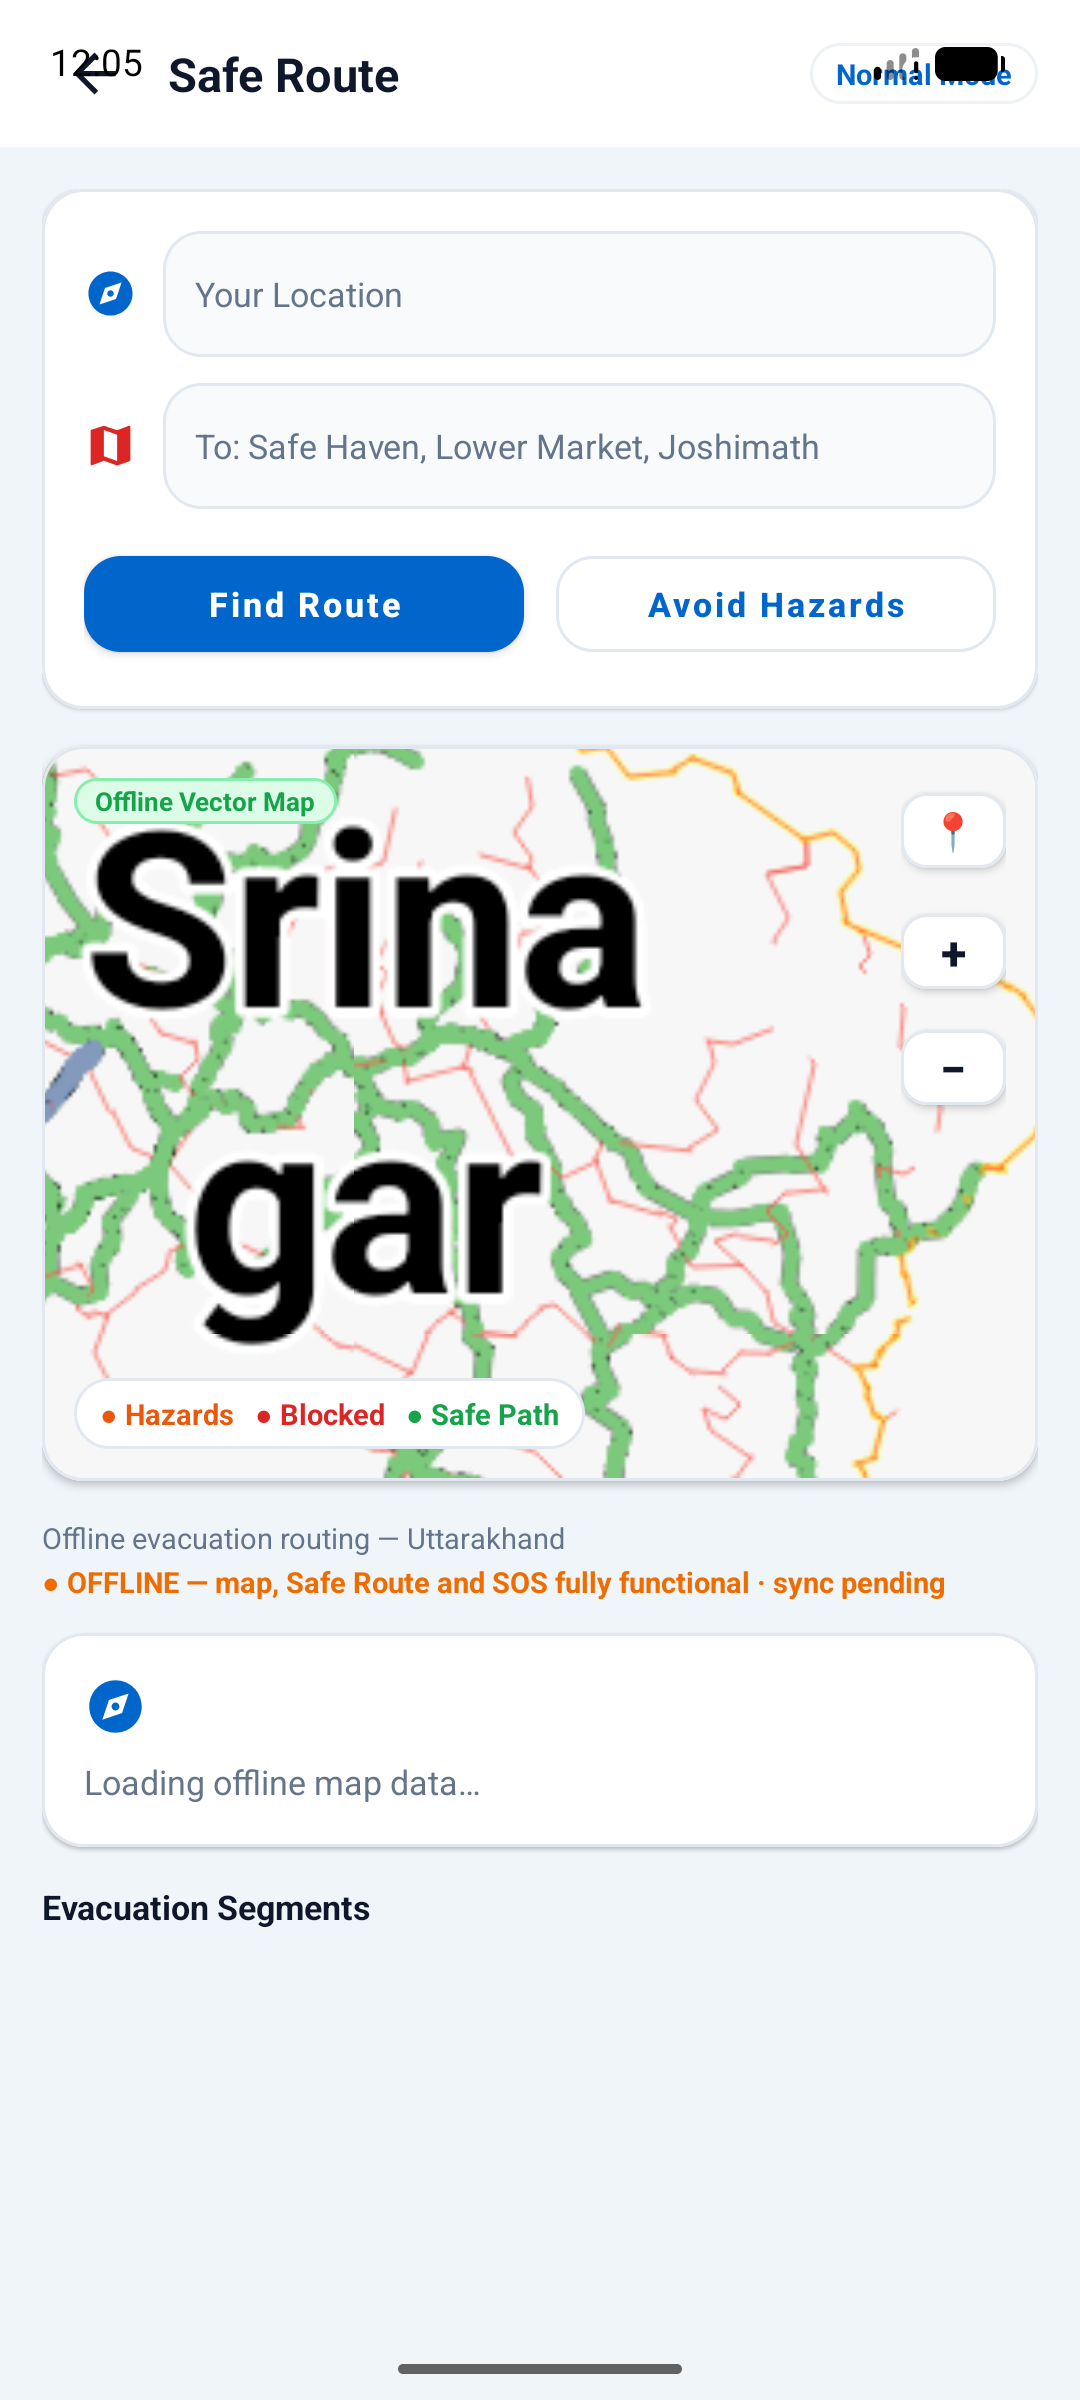 12:05
Safe Route
Normal Mode
Your Location
To: Safe Haven, Lower Market, Joshimath
Find Route
Avoid Hazards
Offline Vector Map
Srina
gar
+
−
● Hazards ● Blocked ● Safe Path
Offline evacuation routing — Uttarakhand
● OFFLINE — map, Safe Route and SOS fully functional · sync pending
Loading offline map data...
Evacuation Segments